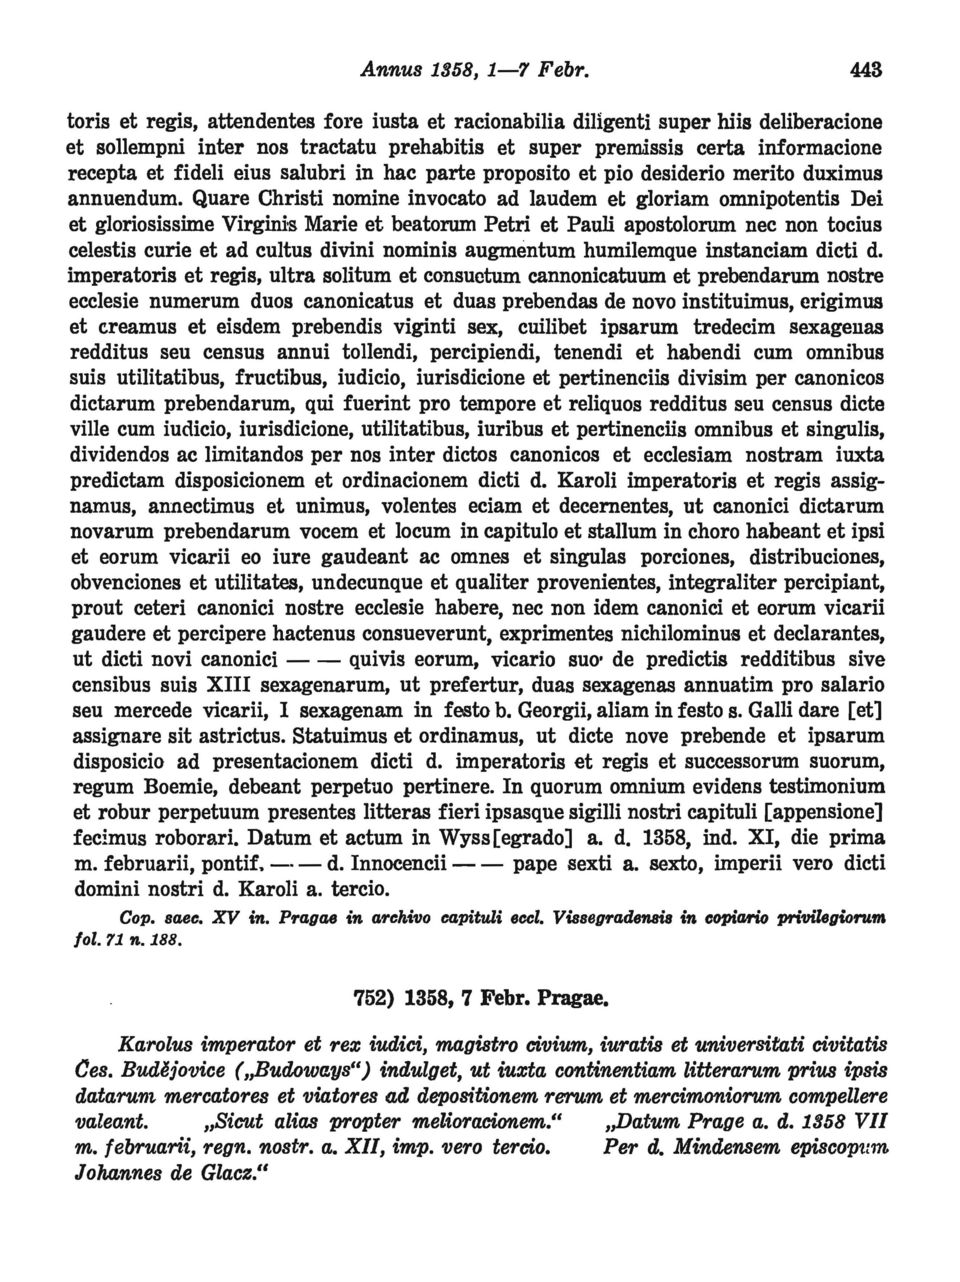 Annus 1358, 1—7 Febr. 443
toris et regis, attendentes fore iusta et racionabilia diligenti super hiis deliberacione
et sollempni inter nos tractatu prehabitis et super premissis certa informacione
recepta et fideli eius salubri in hac parte proposito et pio desiderio merito duximus
annuendum. Quare Christi nomine invocato ad laudem et gloriam omnipotentis Dei
et gloriosissime Virginis Marie et beatorum Petri et Pauli apostolorum nec non tocius
celestis curie et ad cultus divini nominis augmentum humilemque instanciam dicti d.
imperatoris et regis, ultra solitum et consuetum cannonicatuum et prebendarum nostre
ecclesie numerum duos canonicatus et duas prebendas de novo instituimus, erigimus
et creamus et eisdem prebendis viginti sex, cuilibet ipsarum tredecim sexagenas
redditus seu census annui tollendi, percipiendi, tenendi et habendi cum omnibus
suis utilitatibus, fructibus, iudicio, iurisdicione et pertinenciis divisim per canonicos
dictarum prebendarum, qui fuerint pro tempore et reliquos redditus seu census dicte
ville cum iudicio, iurisdicione, utilitatibus, iuribus et pertinenciis omnibus et singulis,
dividendos ac limitandos per nos inter dictos canonicos et ecclesiam nostram iuxta
predictam disposicionem et ordinacionem dicti d. Karoli imperatoris et regis assig-
namus, annectimus et unimus, volentes eciam et decernentes, ut canonici dictarum
novarum prebendarum vocem et locum in capitulo et stallum in choro habeant et ipsi
et eorum vicarii eo iure gaudeant ac omnes et singulas porciones, distribuciones,
obvenciones et utilitates, undecunque et qualiter provenientes, integraliter percipiant,
prout ceteri canonici nostre ecclesie habere, nec non idem canonici et eorum vicarii
gaudere et percipere hactenus consueverunt, exprimentes nichilominus et declarantes,
ut dicti novi canonici — — quivis eorum, vicario suo de predictis redditibus sive
censibus suis XIII sexagenarum, ut prefertur, duas sexagenas annuatim pro salario
seu mercede vicarii, I sexagenam in festo b. Georgii, aliam in festo s. Galli dare [et]
assignare sit astrictus. Statuimus et ordinamus, ut dicte nove prebende et ipsarum
disposicio ad presentacionem dicti d. imperatoris et regis et successorum suorum,
regum Boemie, debeant perpetuo pertinere. In quorum omnium evidens testimonium
et robur perpetuum presentes litteras fieri ipsasque sigilli nostri capituli [appensione]
fecimus roborari. Datum et actum in Wyss[egrado] a. d. 1358, ind. XI, die prima
m. februarii, pontif. — — d. Innocencii — — pape sexti a. sexto, imperii vero dicti
domini nostri d. Karoli a. tercio.
Cop. saec. XV in. Pragae in archivo capituli eccl. Vissegradensis in copiario privilegiorum
fol. 71 n. 188.
752) 1358, 7 Febr. Pragae.
Karolus imperator et rex iudici, magistro civium, iuratis et universitati civitatis
Čes. Budějovice („Budoways“) indulget, ut iuxta continentiam litterarum prius ipsis
datarum mercatores et viatores ad depositionem rerum et mercimoniorum compellere
valeant. „Sicut alias propter melioracionem.“ „Datum Prage a. d. 1358 VII
m. februarii, regn. nostr. a. XII, imp. vero tercio. Per d. Mindensem episcopum
Johannes de Glacz.“